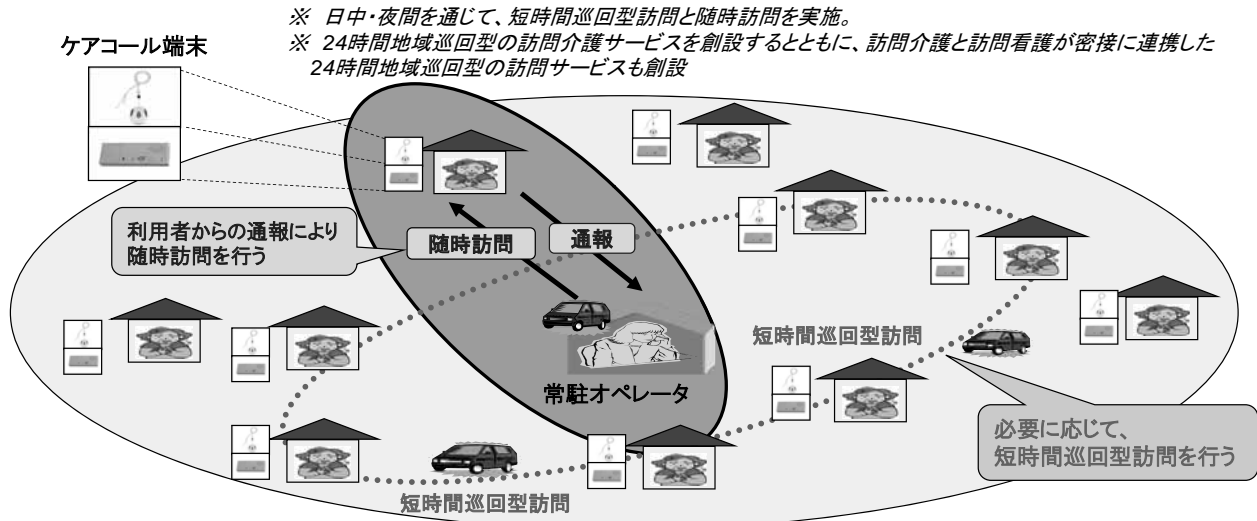 ※ 日中・夜間を通じて、短時間巡回型訪問と随時訪問を実施。
※ 24時間地域巡回型の訪問介護サービスを創設するとともに、訪問介護と訪問看護が密接に連携した
24時間地域巡回型の訪問サービスも創設
ケアコール端末
利用者からの通報により
随時訪問を行う
随時訪問
通報
常駐オペレータ
短時間巡回型訪問
必要に応じて、
短時間巡回型訪問を行う
短時間巡回型訪問